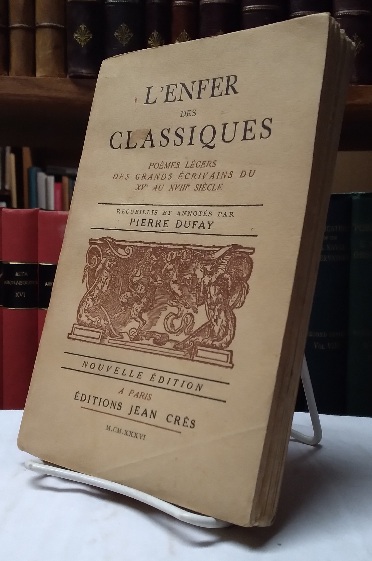 L'ENFER
DES
CLASSIQUES
POÈMES LÉGERS
DES GRANDS ÉCRIVAINS DU
XVᵉ AU XVIIIᵉ SIÈCLE
RECUEILLIS ET ANNOTÉS PAR
PIERRE DUFAY
NOUVELLE ÉDITION
A PARIS
ÉDITIONS JEAN CRÈS
M.CM.XXXVI
XVI